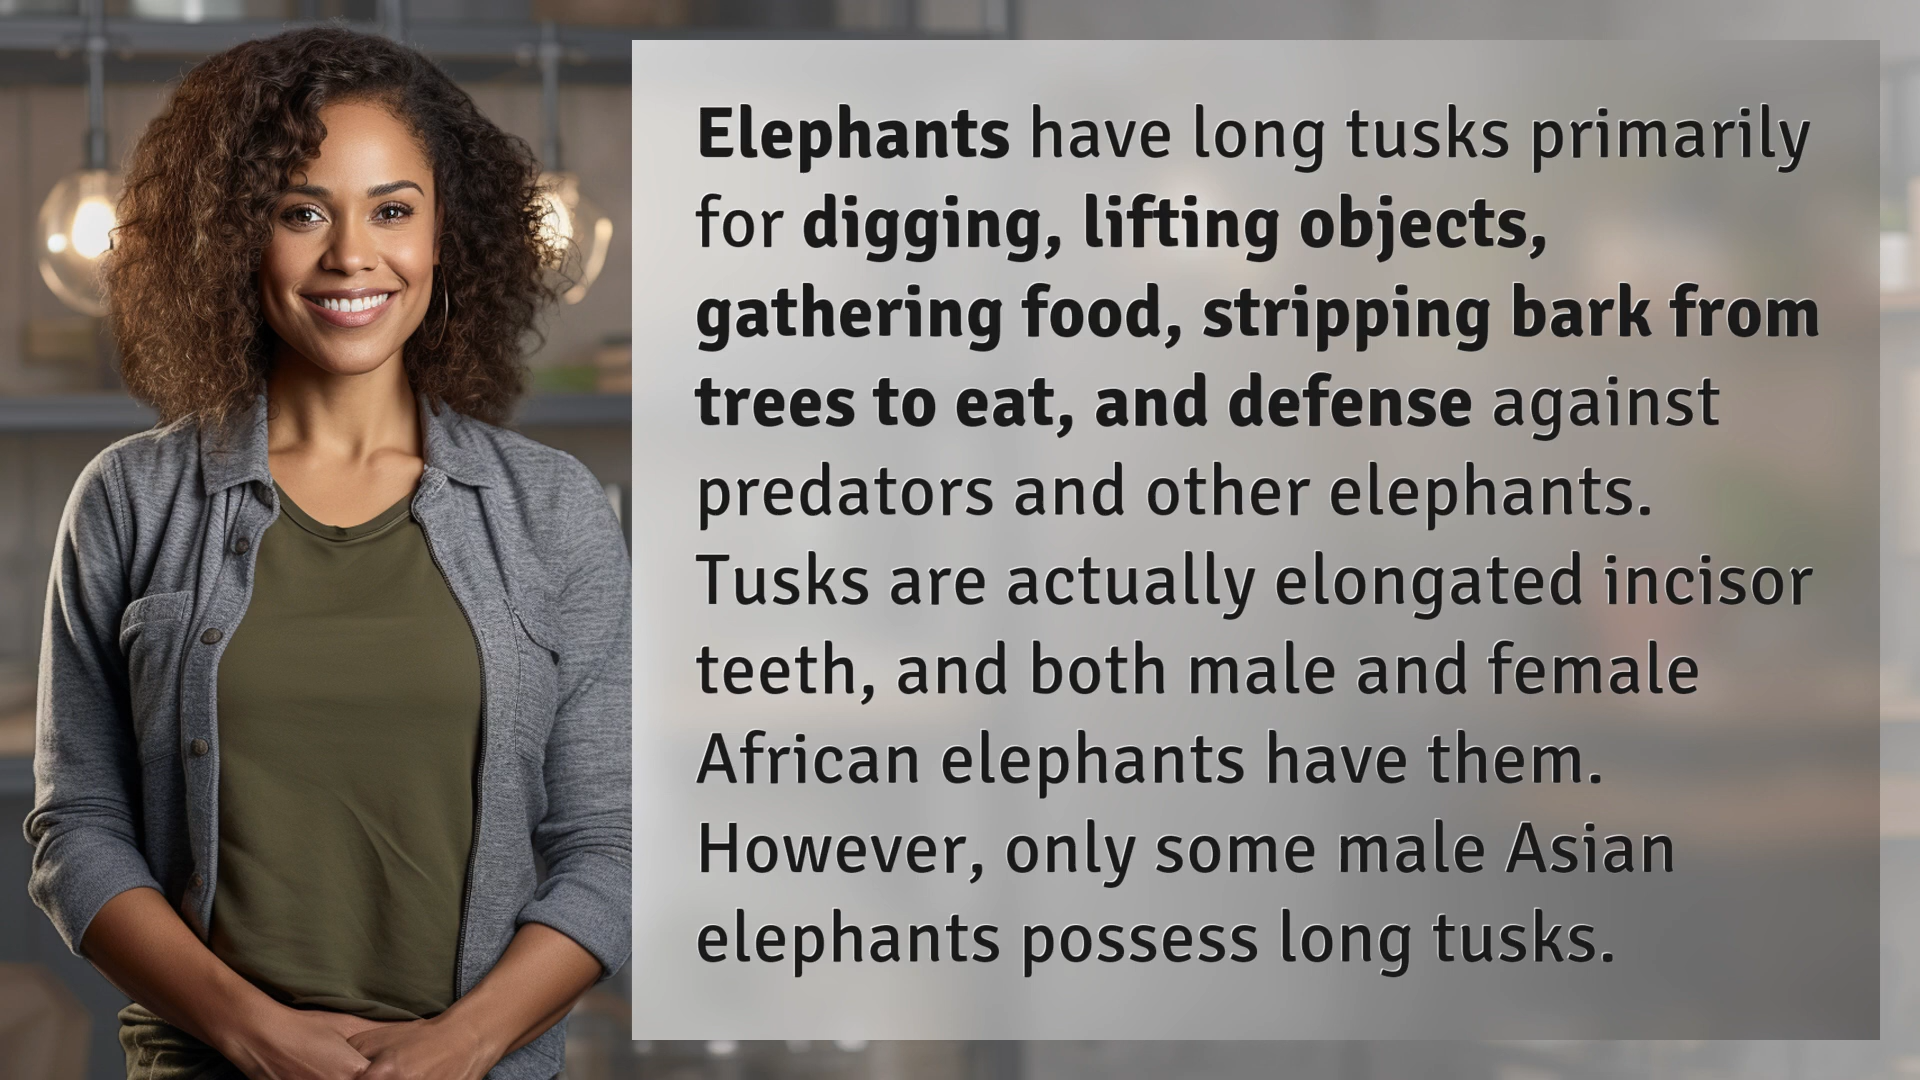 Elephants have long tusks primarily
for digging, lifting objects,
gathering food, stripping bark from
trees to eat, and defense against
predators and other elephants.
Tusks are actually elongated incisor
teeth, and both male and female
African elephants have them.
However, only some male Asian
elephants possess long tusks.